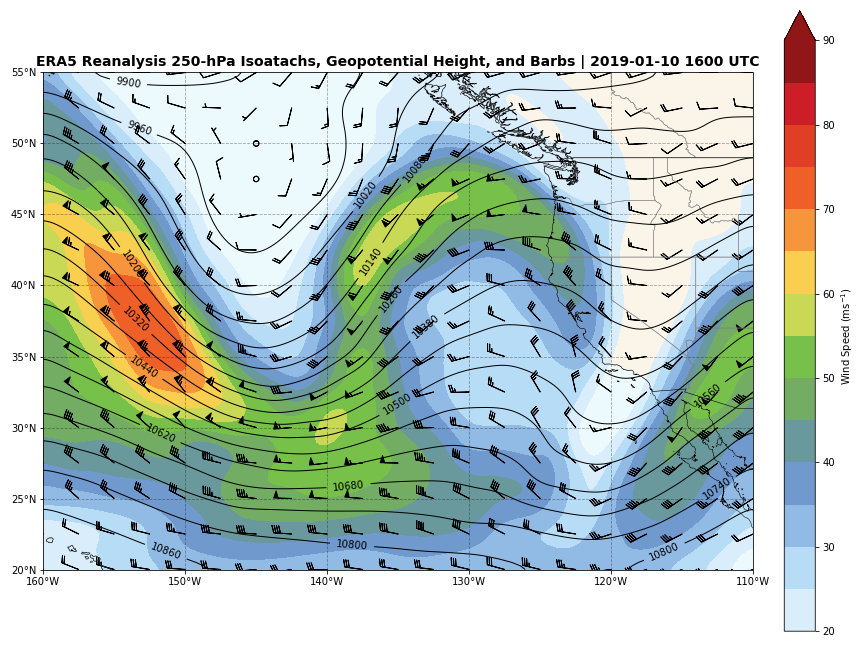 ERA5 Reanalysis 250-hPa Isoatachs, Geopotential Height, and Barbs | 2019-01-10 1600 UTC
55°N
50°N
45°N
40°N
35°N
30°N
25°N
20°N
160°W
150°W
140°W
130°W
120°W
110°W
9900
9960
10020
10080
10140
10200
10260
10320
10380
10440
10500
10560
10620
10680
10740
10800
10800
10860
90
80
70
60
50
40
30
20
Wind Speed (ms⁻¹)